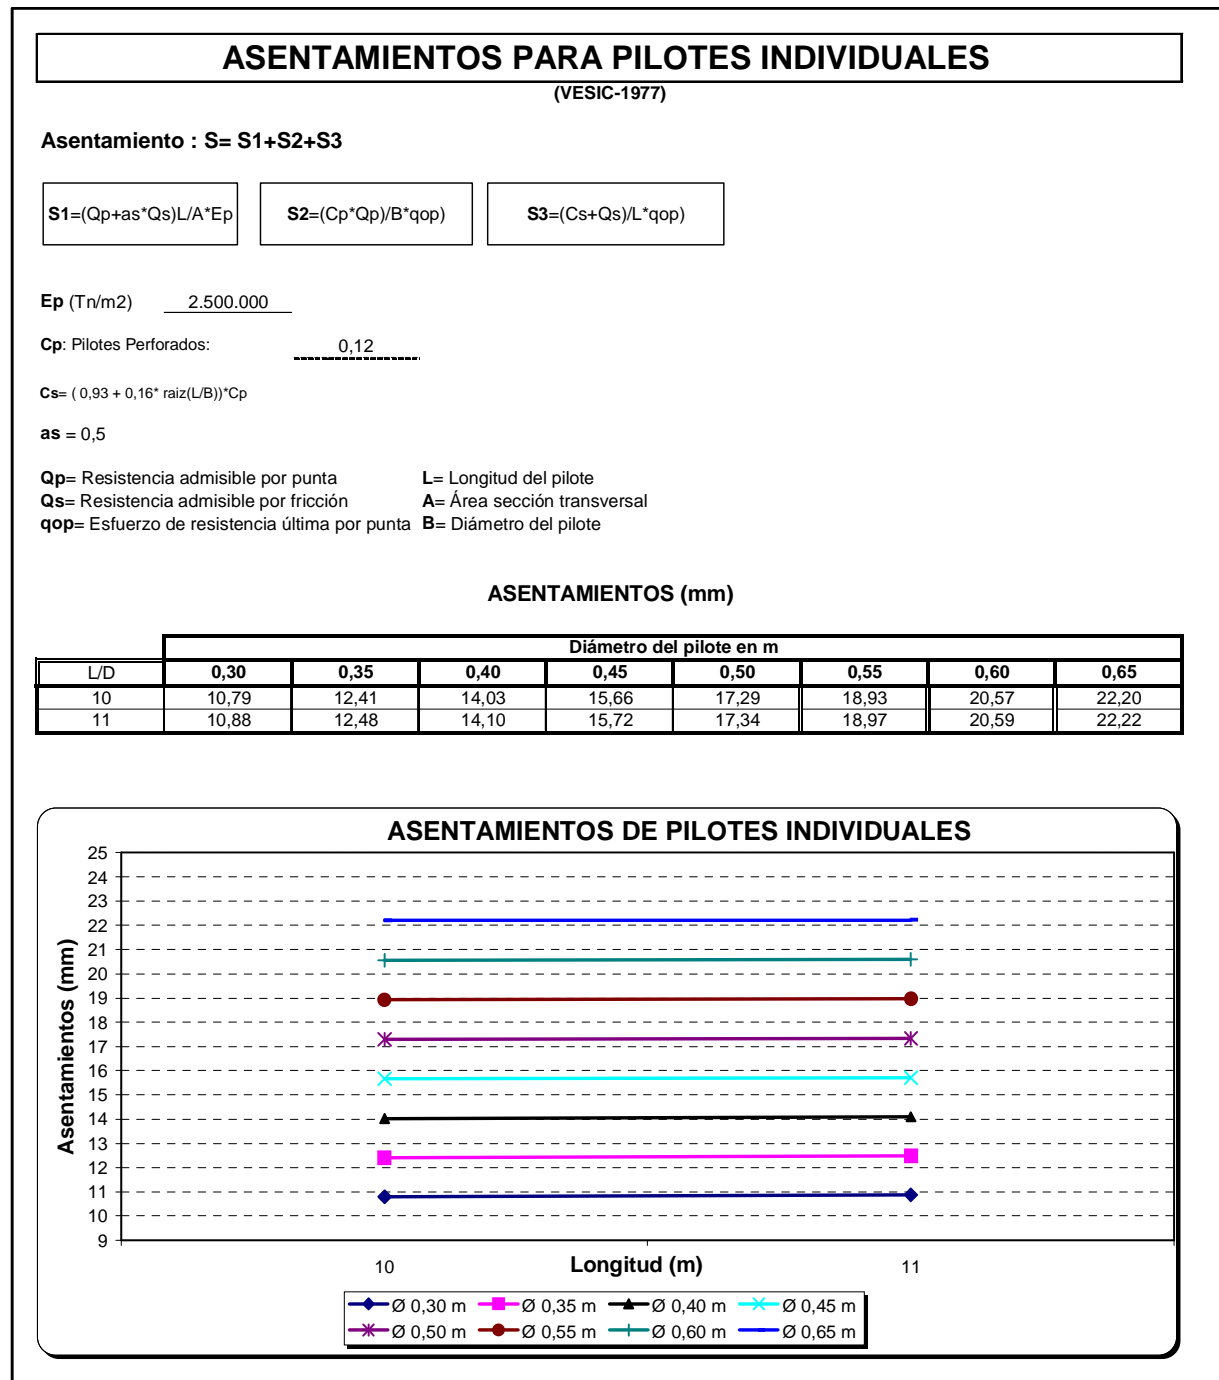 ASENTAMIENTOS PARA PILOTES INDIVIDUALES
(VESIC-1977)
Asentamiento : S= S1+S2+S3
S1=(Qp+as*Qs)L/A*Ep S2=(Cp*Qp)/B*qop) S3=(Cs+Qs)/L*qop)
Ep (Tn/m2) 2.500.000
Cp: Pilotes Perforados: 0,12
Cs= ( 0,93 + 0,16* raiz(L/B))*Cp
as = 0,5
Qp= Resistencia admisible por punta L= Longitud del pilote
Qs= Resistencia admisible por fricción A= Área sección transversal
qop= Esfuerzo de resistencia última por punta B= Diámetro del pilote
ASENTAMIENTOS (mm)
Diámetro del pilote en m
L/D 0,30 0,35 0,40 0,45 0,50 0,55 0,60 0,65
10 10,79 12,41 14,03 15,66 17,29 18,93 20,57 22,20
11 10,88 12,48 14,10 15,72 17,34 18,97 20,59 22,22
ASENTAMIENTOS DE PILOTES INDIVIDUALES
25
24
23
22
21
20
19
18
17
16
15
14
13
12
11
10
9
Asentamientos (mm)
10 Longitud (m) 11
Ø 0,30 m Ø 0,35 m Ø 0,40 m Ø 0,45 m
Ø 0,50 m Ø 0,55 m Ø 0,60 m Ø 0,65 m